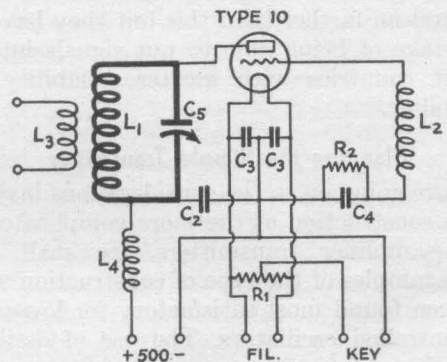 TYPE 10
C5
L3
L1
L2
C3
C3
R2
C2
C4
L4
R1
+500.-
FIL.
KEY